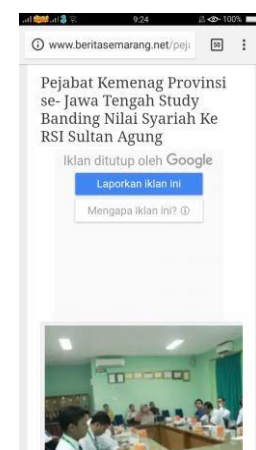 9:24
100%
www.beritasemarang.net/peja
50
Pejabat Kemenag Provinsi
se- Jawa Tengah Study
Banding Nilai Syariah Ke
RSI Sultan Agung
Iklan ditutup oleh Google
Laporkan iklan ini
Mengapa iklan ini?